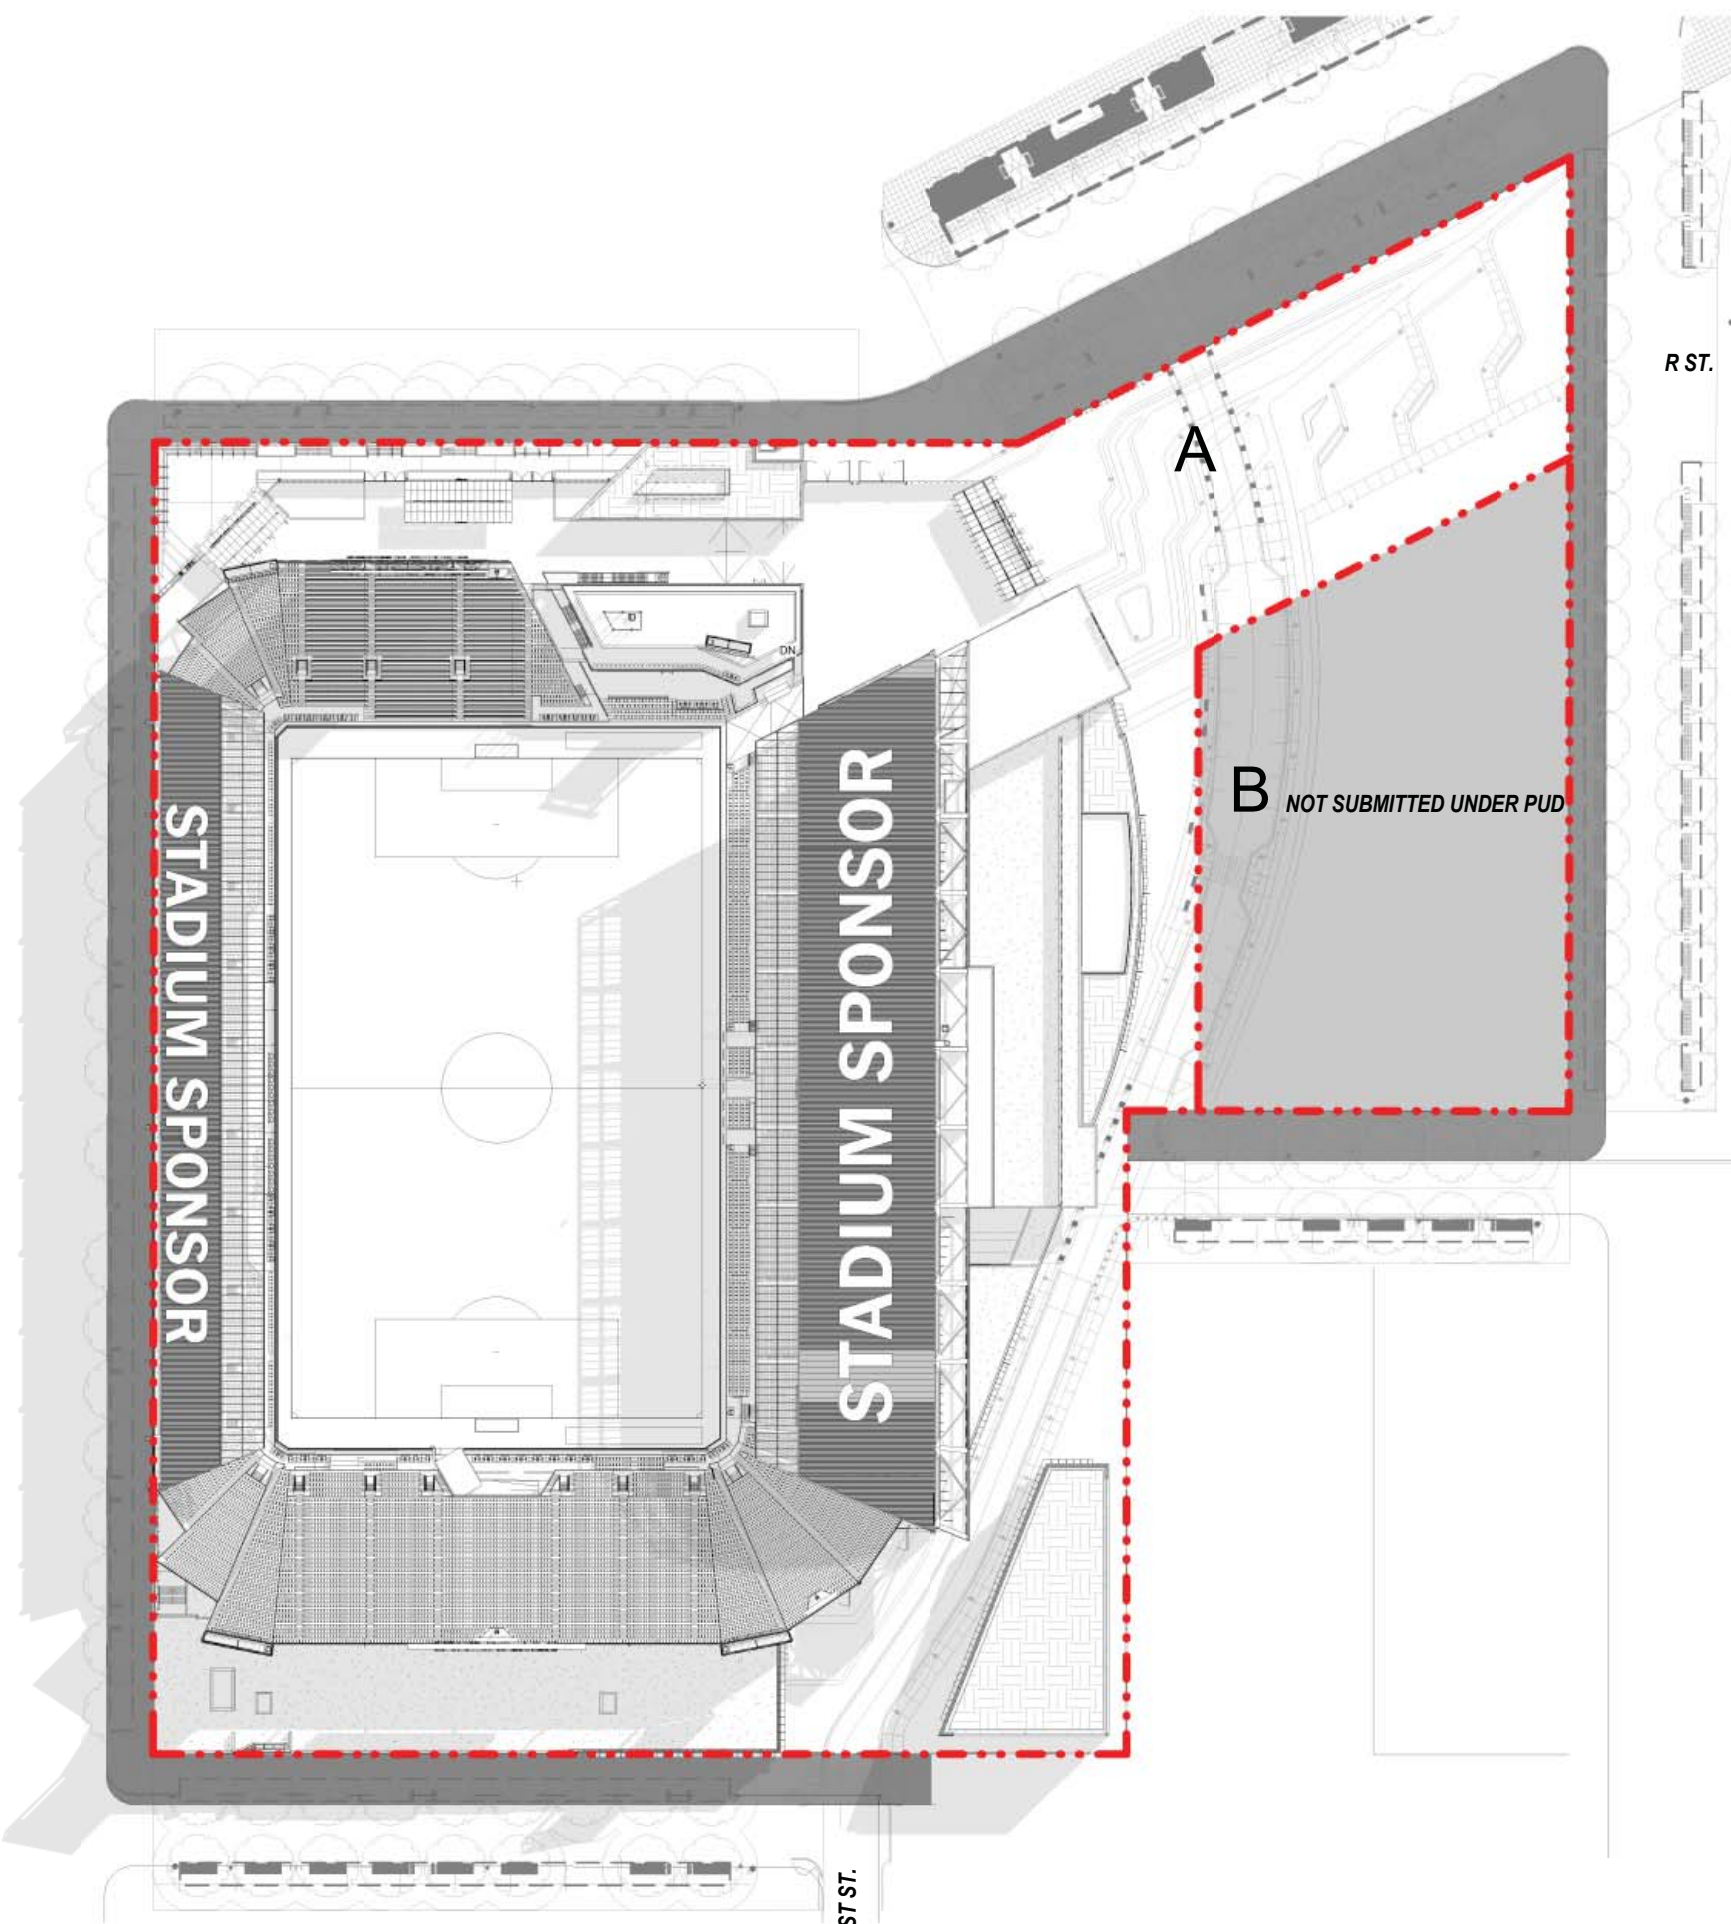 R ST.
A
DN
B NOT SUBMITTED UNDER PUD
STADIUM SPONSOR
STADIUM SPONSOR
ST ST.